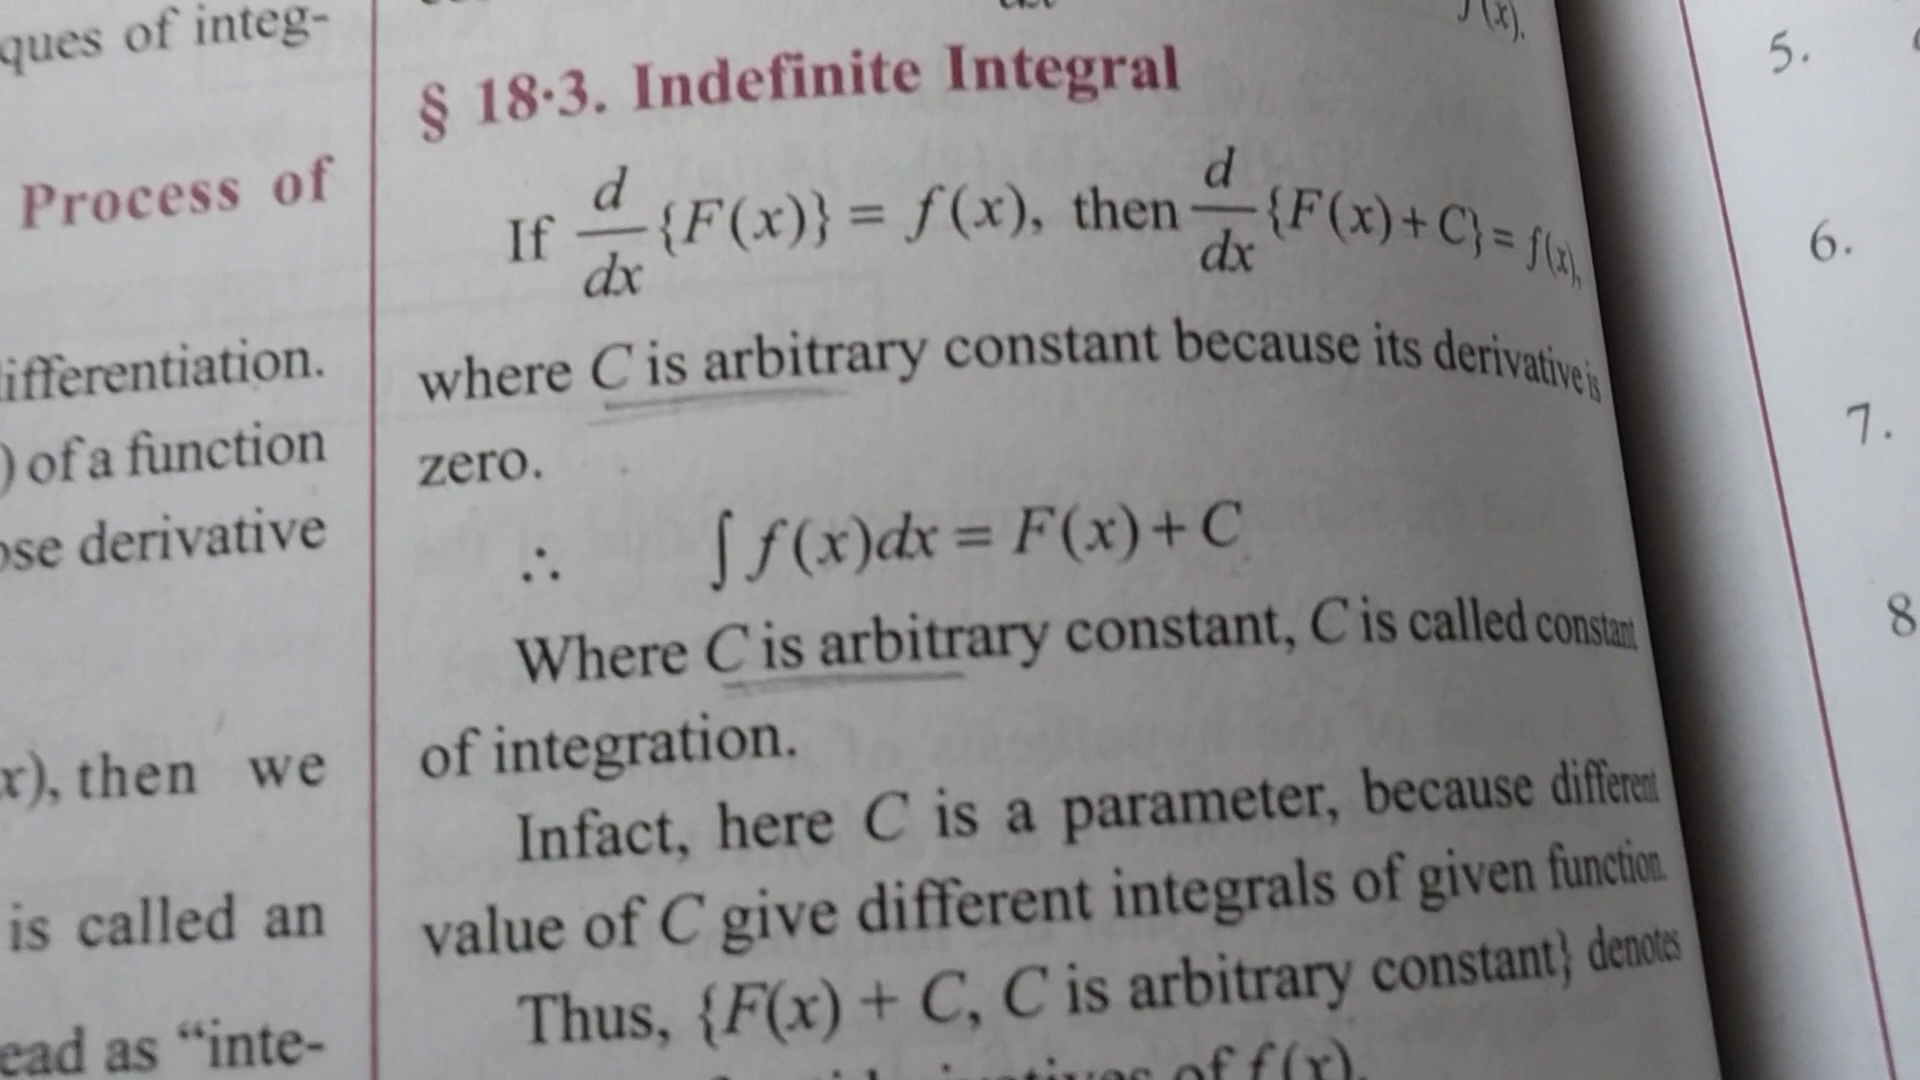 ques of integ-
Process of
ifferentiation.
) of a function
ose derivative
x), then we
is called an
ead as “inte-
f(x).
§ 18·3. Indefinite Integral
If d/dx {F(x)} = f(x), then d/dx {F(x) + C} = f(x),
where C is arbitrary constant because its derivative is
zero.
∴ ∫ f(x)dx = F(x) + C
Where C is arbitrary constant, C is called constant
of integration.
Infact, here C is a parameter, because different
value of C give different integrals of given function.
Thus, {F(x) + C, C is arbitrary constant} denotes
of f(x).
5.
6.
7.
8